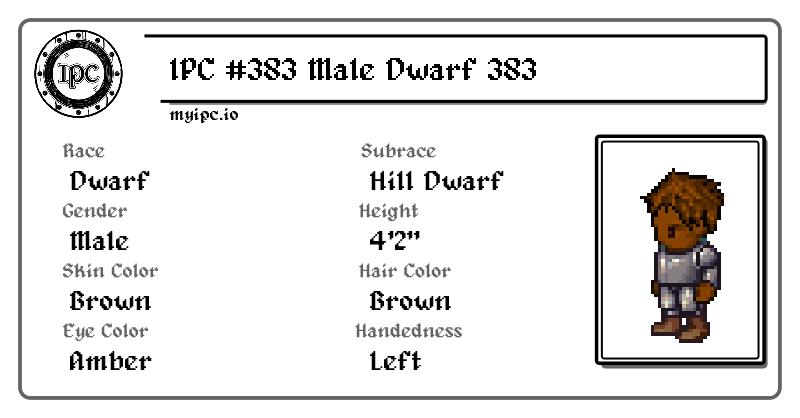 IPC
IPC #383 Male Dwarf 383
myipc.io
Race
Subrace
Dwarf
Hill Dwarf
Gender
Height
Male
4'2"
Skin Color
Hair Color
Brown
Brown
Eye Color
Handedness
Amber
Left